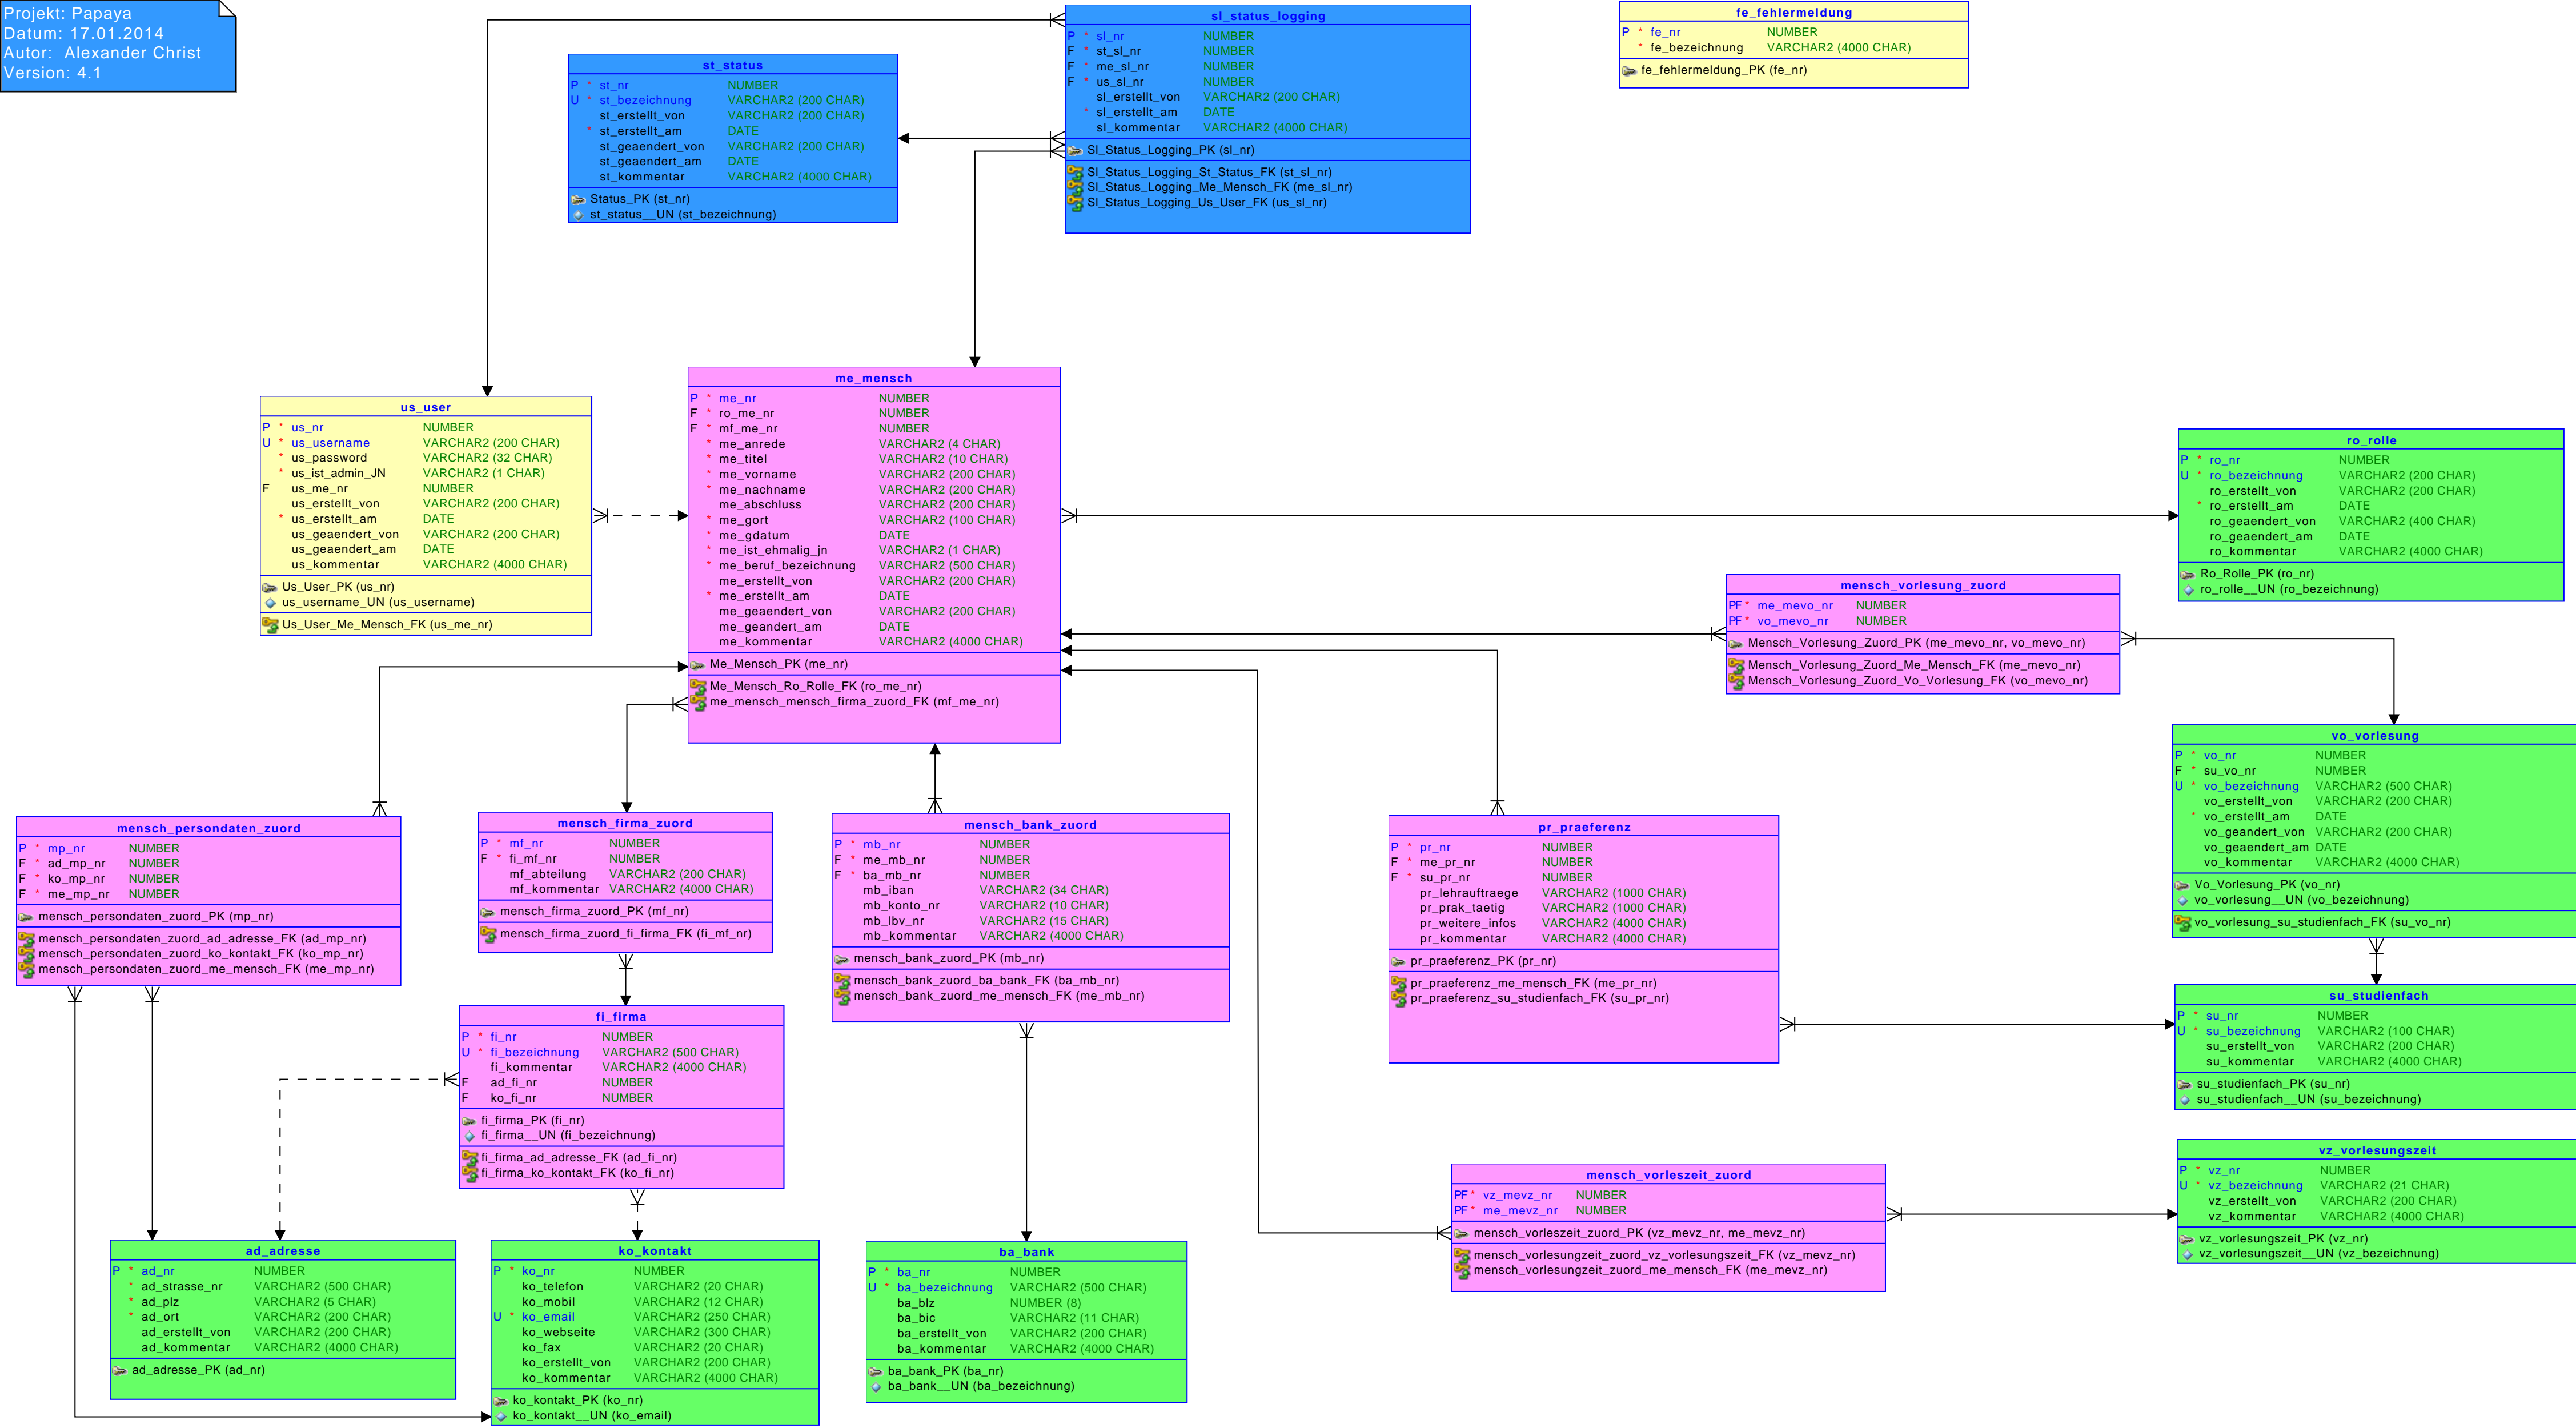 Projekt: Papaya
Datum: 17.01.2014
Autor: Alexander Christ
Version: 4.1
sl_status_logging
P * sl_nr NUMBER
F * st_sl_nr NUMBER
F * me_sl_nr NUMBER
F * us_sl_nr NUMBER
sl_erstellt_von VARCHAR2 (200 CHAR)
* sl_erstellt_am DATE
sl_kommentar VARCHAR2 (4000 CHAR)
Sl_Status_Logging_PK (sl_nr)
Sl_Status_Logging_St_Status_FK (st_sl_nr)
Sl_Status_Logging_Me_Mensch_FK (me_sl_nr)
Sl_Status_Logging_Us_User_FK (us_sl_nr)
fe_fehlermeldung
P * fe_nr NUMBER
* fe_bezeichnung VARCHAR2 (4000 CHAR)
fe_fehlermeldung_PK (fe_nr)
st_status
P * st_nr NUMBER
U * st_bezeichnung VARCHAR2 (200 CHAR)
st_erstellt_von VARCHAR2 (200 CHAR)
* st_erstellt_am DATE
st_geaendert_von VARCHAR2 (200 CHAR)
st_geaendert_am DATE
st_kommentar VARCHAR2 (4000 CHAR)
Status_PK (st_nr)
st_status__UN (st_bezeichnung)
us_user
P * us_nr NUMBER
U * us_username VARCHAR2 (200 CHAR)
* us_password VARCHAR2 (32 CHAR)
* us_ist_admin_JN VARCHAR2 (1 CHAR)
F us_me_nr NUMBER
us_erstellt_von VARCHAR2 (200 CHAR)
* us_erstellt_am DATE
us_geaendert_von VARCHAR2 (200 CHAR)
us_geaendert_am DATE
us_kommentar VARCHAR2 (4000 CHAR)
Us_User_PK (us_nr)
us_username_UN (us_username)
Us_User_Me_Mensch_FK (us_me_nr)
me_mensch
P * me_nr NUMBER
F * ro_me_nr NUMBER
F * mf_me_nr NUMBER
* me_anrede VARCHAR2 (4 CHAR)
* me_titel VARCHAR2 (10 CHAR)
* me_vorname VARCHAR2 (200 CHAR)
* me_nachname VARCHAR2 (200 CHAR)
me_abschluss VARCHAR2 (200 CHAR)
* me_gort VARCHAR2 (100 CHAR)
* me_gdatum DATE
* me_ist_ehmalig_jn VARCHAR2 (1 CHAR)
* me_beruf_bezeichnung VARCHAR2 (500 CHAR)
me_erstellt_von VARCHAR2 (200 CHAR)
* me_erstellt_am DATE
me_geaendert_von VARCHAR2 (200 CHAR)
me_geandert_am DATE
me_kommentar VARCHAR2 (4000 CHAR)
Me_Mensch_PK (me_nr)
Me_Mensch_Ro_Rolle_FK (ro_me_nr)
me_mensch_mensch_firma_zuord_FK (mf_me_nr)
ro_rolle
P * ro_nr NUMBER
U * ro_bezeichnung VARCHAR2 (200 CHAR)
ro_erstellt_von VARCHAR2 (200 CHAR)
* ro_erstellt_am DATE
ro_geaendert_von VARCHAR2 (400 CHAR)
ro_geaendert_am DATE
ro_kommentar VARCHAR2 (4000 CHAR)
Ro_Rolle_PK (ro_nr)
ro_rolle__UN (ro_bezeichnung)
mensch_vorlesung_zuord
PF * me_mevo_nr NUMBER
PF * vo_mevo_nr NUMBER
Mensch_Vorlesung_Zuord_PK (me_mevo_nr, vo_mevo_nr)
Mensch_Vorlesung_Zuord_Me_Mensch_FK (me_mevo_nr)
Mensch_Vorlesung_Zuord_Vo_Vorlesung_FK (vo_mevo_nr)
vo_vorlesung
P * vo_nr NUMBER
F * su_vo_nr NUMBER
U * vo_bezeichnung VARCHAR2 (500 CHAR)
vo_erstellt_von VARCHAR2 (200 CHAR)
* vo_erstellt_am DATE
vo_geandert_von VARCHAR2 (200 CHAR)
vo_geaendert_am DATE
vo_kommentar VARCHAR2 (4000 CHAR)
Vo_Vorlesung_PK (vo_nr)
vo_vorlesung__UN (vo_bezeichnung)
vo_vorlesung_su_studienfach_FK (su_vo_nr)
mensch_persondaten_zuord
P * mp_nr NUMBER
F * ad_mp_nr NUMBER
F * ko_mp_nr NUMBER
F * me_mp_nr NUMBER
mensch_persondaten_zuord_PK (mp_nr)
mensch_persondaten_zuord_ad_adresse_FK (ad_mp_nr)
mensch_persondaten_zuord_ko_kontakt_FK (ko_mp_nr)
mensch_persondaten_zuord_me_mensch_FK (me_mp_nr)
mensch_firma_zuord
P * mf_nr NUMBER
F * fi_mf_nr NUMBER
mf_abteilung VARCHAR2 (200 CHAR)
mf_kommentar VARCHAR2 (4000 CHAR)
mensch_firma_zuord_PK (mf_nr)
mensch_firma_zuord_fi_firma_FK (fi_mf_nr)
mensch_bank_zuord
P * mb_nr NUMBER
F * me_mb_nr NUMBER
F * ba_mb_nr NUMBER
mb_iban VARCHAR2 (34 CHAR)
mb_konto_nr VARCHAR2 (10 CHAR)
mb_lbv_nr VARCHAR2 (15 CHAR)
mb_kommentar VARCHAR2 (4000 CHAR)
mensch_bank_zuord_PK (mb_nr)
mensch_bank_zuord_ba_bank_FK (ba_mb_nr)
mensch_bank_zuord_me_mensch_FK (me_mb_nr)
pr_praeferenz
P * pr_nr NUMBER
F * me_pr_nr NUMBER
F * su_pr_nr NUMBER
pr_lehrauftraege VARCHAR2 (1000 CHAR)
pr_prak_taetig VARCHAR2 (1000 CHAR)
pr_weitere_infos VARCHAR2 (4000 CHAR)
pr_kommentar VARCHAR2 (4000 CHAR)
pr_praeferenz_PK (pr_nr)
pr_praeferenz_me_mensch_FK (me_pr_nr)
pr_praeferenz_su_studienfach_FK (su_pr_nr)
su_studienfach
P * su_nr NUMBER
U * su_bezeichnung VARCHAR2 (100 CHAR)
su_erstellt_von VARCHAR2 (200 CHAR)
su_kommentar VARCHAR2 (4000 CHAR)
su_studienfach_PK (su_nr)
su_studienfach__UN (su_bezeichnung)
fi_firma
P * fi_nr NUMBER
U * fi_bezeichnung VARCHAR2 (500 CHAR)
fi_kommentar VARCHAR2 (4000 CHAR)
F ad_fi_nr NUMBER
F ko_fi_nr NUMBER
fi_firma_PK (fi_nr)
fi_firma__UN (fi_bezeichnung)
fi_firma_ad_adresse_FK (ad_fi_nr)
fi_firma_ko_kontakt_FK (ko_fi_nr)
mensch_vorleszeit_zuord
PF * vz_mevz_nr NUMBER
PF * me_mevz_nr NUMBER
mensch_vorleszeit_zuord_PK (vz_mevz_nr, me_mevz_nr)
mensch_vorlesungzeit_zuord_vz_vorlesungszeit_FK (vz_mevz_nr)
mensch_vorlesungzeit_zuord_me_mensch_FK (me_mevz_nr)
vz_vorlesungszeit
P * vz_nr NUMBER
U * vz_bezeichnung VARCHAR2 (21 CHAR)
vz_erstellt_von VARCHAR2 (200 CHAR)
vz_kommentar VARCHAR2 (4000 CHAR)
vz_vorlesungszeit_PK (vz_nr)
vz_vorlesungszeit__UN (vz_bezeichnung)
ad_adresse
P * ad_nr NUMBER
* ad_strasse_nr VARCHAR2 (500 CHAR)
* ad_plz VARCHAR2 (5 CHAR)
* ad_ort VARCHAR2 (200 CHAR)
ad_erstellt_von VARCHAR2 (200 CHAR)
ad_kommentar VARCHAR2 (4000 CHAR)
ad_adresse_PK (ad_nr)
ko_kontakt
P * ko_nr NUMBER
ko_telefon VARCHAR2 (20 CHAR)
ko_mobil VARCHAR2 (12 CHAR)
U * ko_email VARCHAR2 (250 CHAR)
ko_webseite VARCHAR2 (300 CHAR)
ko_fax VARCHAR2 (20 CHAR)
ko_erstellt_von VARCHAR2 (200 CHAR)
ko_kommentar VARCHAR2 (4000 CHAR)
ko_kontakt_PK (ko_nr)
ko_kontakt__UN (ko_email)
ba_bank
P * ba_nr NUMBER
U * ba_bezeichnung VARCHAR2 (500 CHAR)
ba_blz NUMBER (8)
ba_bic VARCHAR2 (11 CHAR)
ba_erstellt_von VARCHAR2 (200 CHAR)
ba_kommentar VARCHAR2 (4000 CHAR)
ba_bank_PK (ba_nr)
ba_bank__UN (ba_bezeichnung)